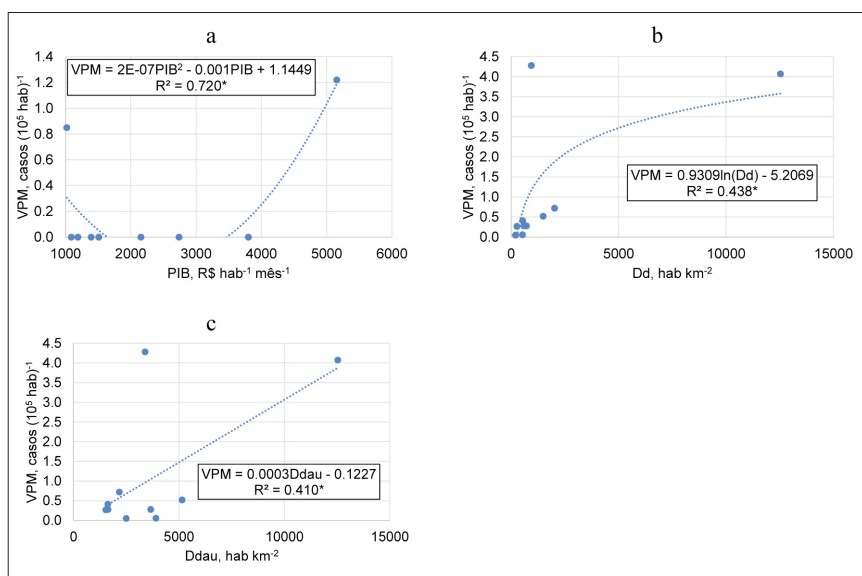 a
VPM = 2E-07PIB² - 0.001PIB + 1.1449
R² = 0.720*
VPM, casos (10⁵ hab)⁻¹
1.4
1.2
1.0
0.8
0.6
0.4
0.2
0.0
1000 2000 3000 4000 5000 6000
PIB, R$ hab⁻¹ mês⁻¹
b
VPM = 0.9309ln(Dd) - 5.2069
R² = 0.438*
VPM, casos (10⁵ hab)⁻¹
4.5
4.0
3.5
3.0
2.5
2.0
1.5
1.0
0.5
0.0
0 5000 10000 15000
Dd, hab km⁻²
c
VPM = 0.0003Ddau - 0.1227
R² = 0.410*
VPM, casos (10⁵ hab)⁻¹
4.5
4.0
3.5
3.0
2.5
2.0
1.5
1.0
0.5
0.0
0 5000 10000 15000
Ddau, hab km⁻²